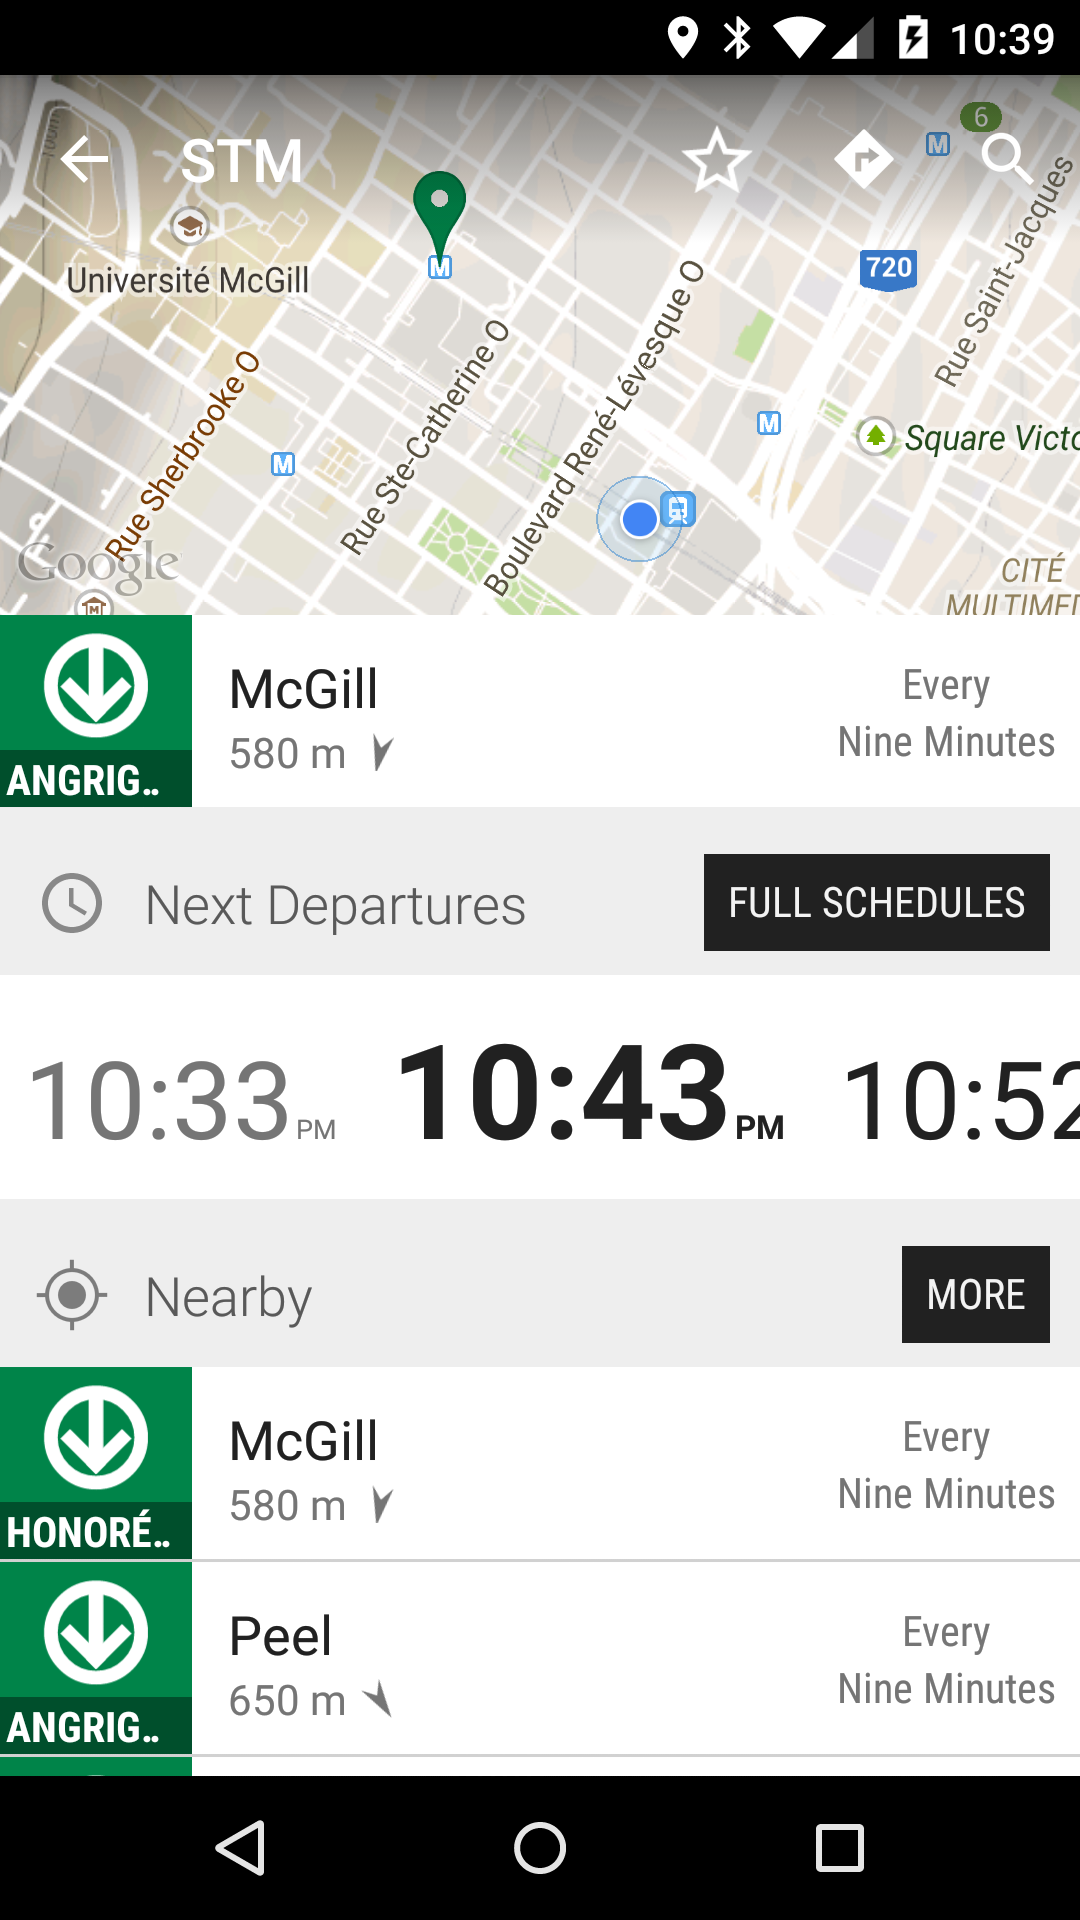 10:39
STM
6
M
100m
M
Université McGill
720
Rue Saint-Jacques
Rue Sherbrooke O
Rue Ste-Catherine O
Boulevard René-Lévesque O
M
Square Victo
M
Google
CITÉ
MULTIMED
M
McGill
580 m
Every
Nine Minutes
ANGRIG..
Next Departures
FULL SCHEDULES
10:33 PM
10:43 PM
10:52
Nearby
MORE
McGill
580 m
Every
Nine Minutes
HONORÉ..
Peel
650 m
Every
Nine Minutes
ANGRIG..